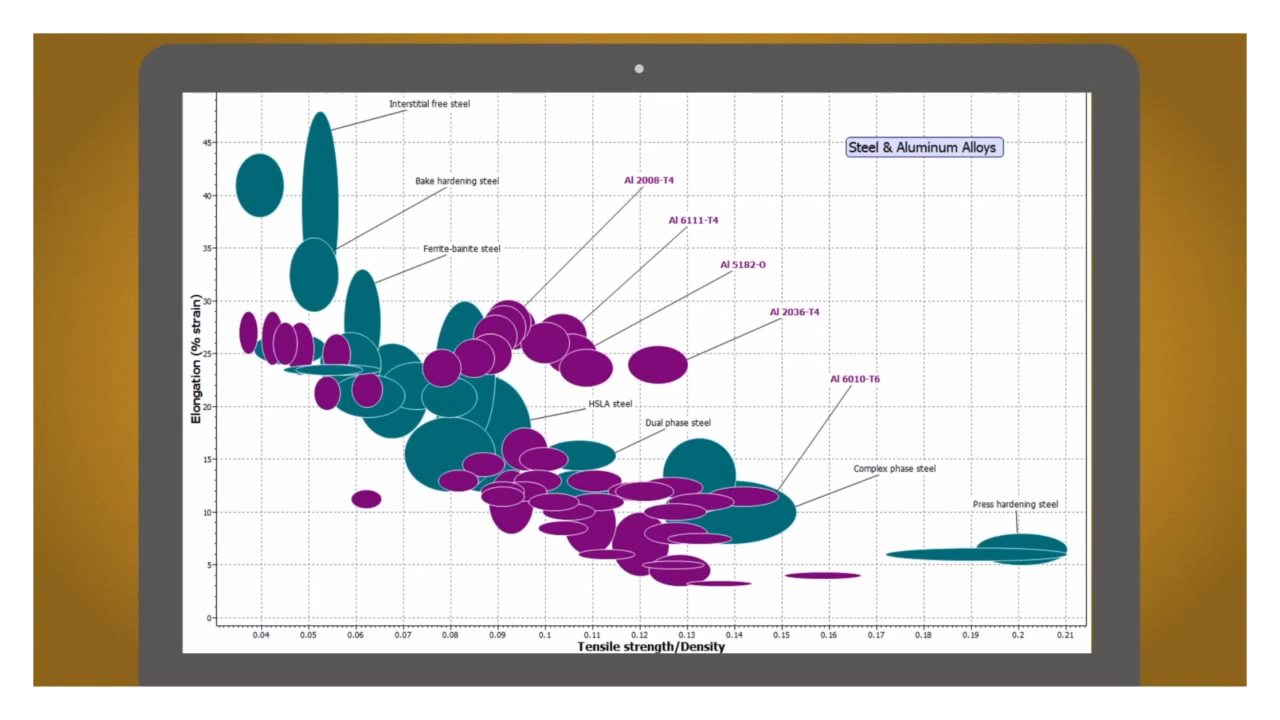 Interstitial free steel
Steel & Aluminum Alloys
Bake hardening steel
Al 2008-T4
Al 6111-T4
Ferrite-bainite steel
Al 5182-O
Al 2036-T4
Al 6010-T6
HSLA steel
Dual phase steel
Complex phase steel
Press hardening steel
Elongation (% strain)
45
40
35
30
25
20
15
10
5
0
0.04 0.05 0.06 0.07 0.08 0.09 0.1 0.11 0.12 0.13 0.14 0.15 0.16 0.17 0.18 0.19 0.2 0.21
Tensile strength/Density